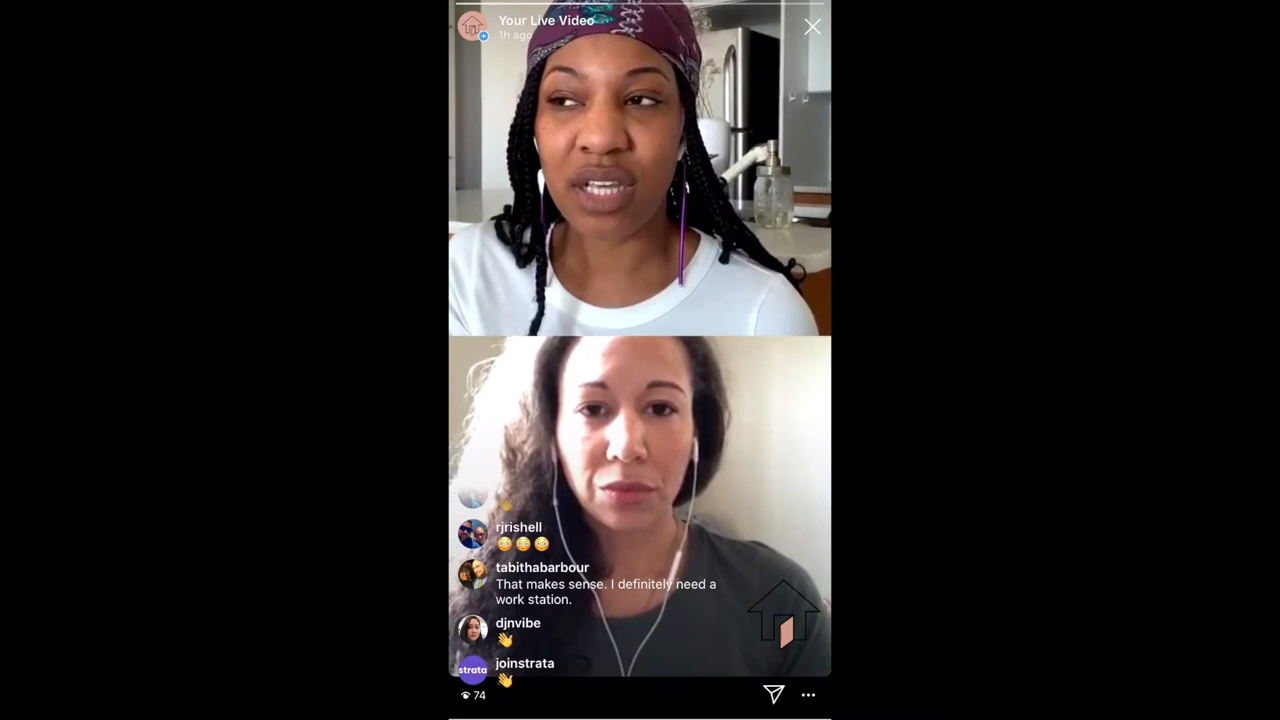 Your Live Video
1h ago
rjrishell
😳😳😳
tabithabarbour
That makes sense. I definitely need a
work station.
djnvibe
👋
strata
joinstrata
👋
74